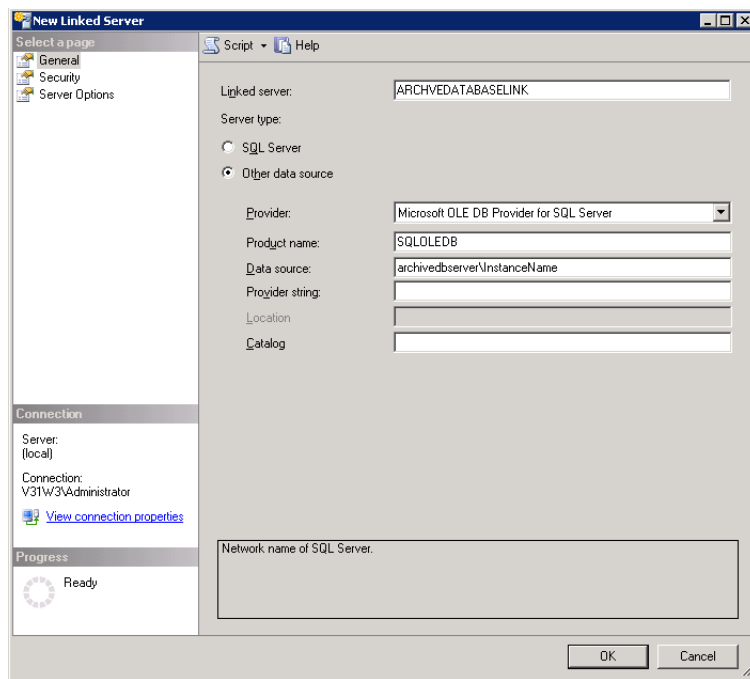 New Linked Server
Select a page
General
Security
Server Options
Script
Help
Linked server:
ARCHVEDATABASELINK
Server type:
SQL Server
Other data source
Provider:
Microsoft OLE DB Provider for SQL Server
Product name:
SQLOLEDB
Data source:
archivedbserver\InstanceName
Provider string:
Location
Catalog
Connection
Server:
(local)
Connection:
V31W3\Administrator
View connection properties
Progress
Ready
Network name of SQL Server.
OK
Cancel